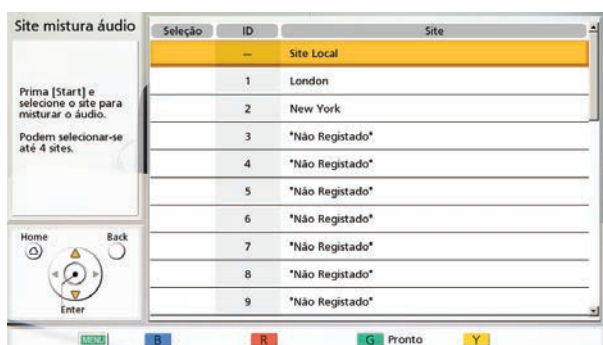 Site mistura áudio
Seleção ID Site
— Site Local
1 London
2 New York
3 "Não Registado"
4 "Não Registado"
5 "Não Registado"
6 "Não Registado"
7 "Não Registado"
8 "Não Registado"
9 "Não Registado"
Prima [Start] e
selecione o site para
misturar o áudio.
Podem selecionar-se
até 4 sites.
Home Back
Enter
MENU B R G Pronto Y